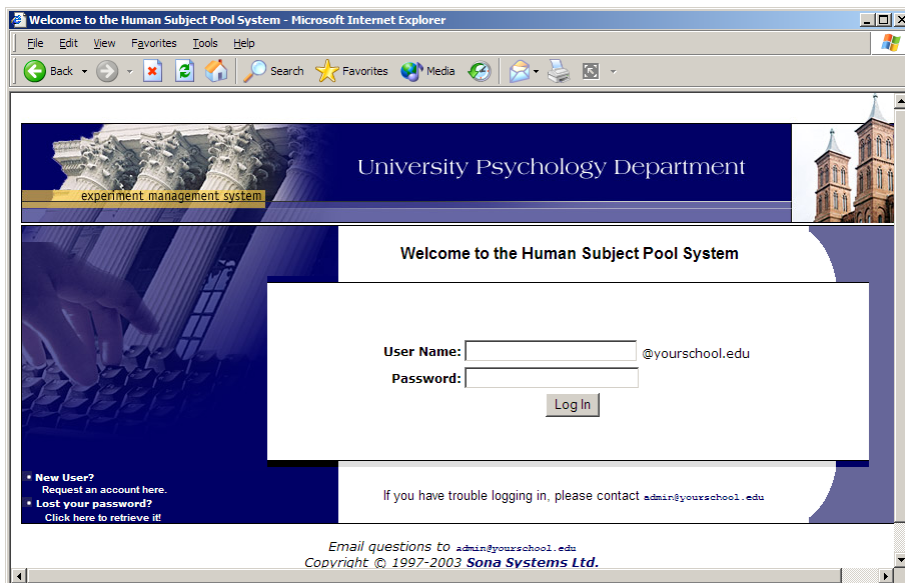 Welcome to the Human Subject Pool System - Microsoft Internet Explorer
File Edit View Favorites Tools Help
Back Search Favorites Media
University Psychology Department
experiment management system
Welcome to the Human Subject Pool System
User Name: @yourschool.edu
Password:
Log In
New User?
Request an account here.
Lost your password?
Click here to retrieve it!
If you have trouble logging in, please contact admin@yourschool.edu
Email questions to admin@yourschool.edu
Copyright © 1997-2003 Sona Systems Ltd.